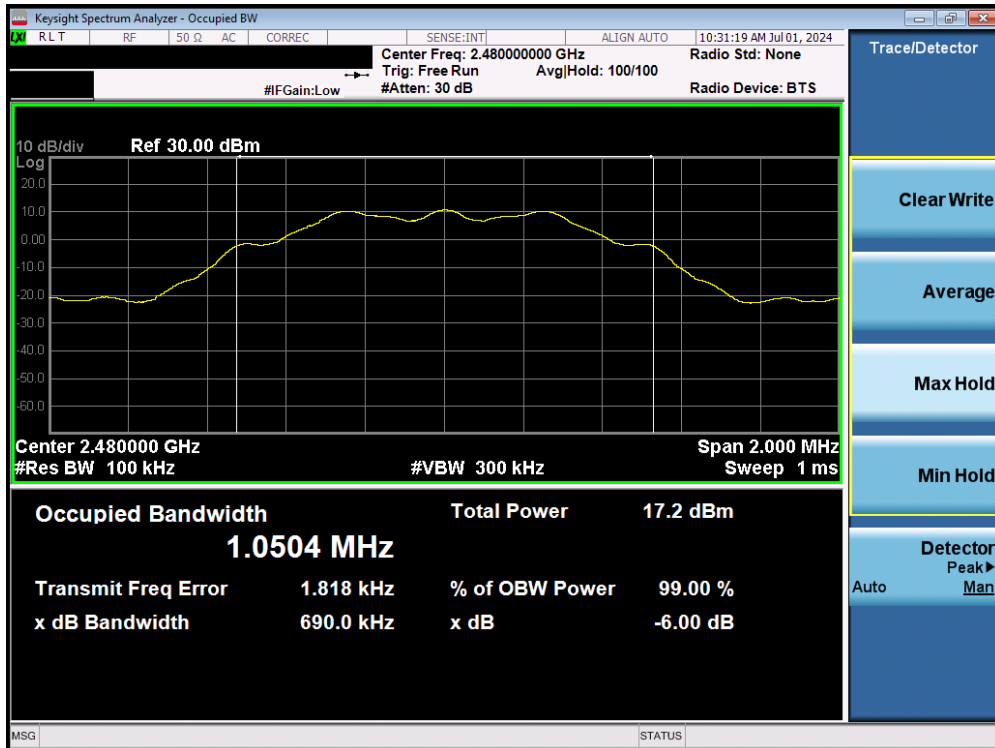 Keysight Spectrum Analyzer - Occupied BW
LXI RLT RF 50 Ω AC CORREC SENSE:INT ALIGN AUTO 10:31:19 AM Jul 01, 2024
Center Freq: 2.480000000 GHz Radio Std: None
Trig: Free Run Avg|Hold: 100/100
#IFGain:Low #Atten: 30 dB Radio Device: BTS
10 dB/div Ref 30.00 dBm
Log
20.0
10.0
0.00
-10.0
-20.0
-30.0
-40.0
-50.0
-60.0
Center 2.480000 GHz Span 2.000 MHz
#Res BW 100 kHz #VBW 300 kHz Sweep 1 ms
Occupied Bandwidth Total Power 17.2 dBm
1.0504 MHz
Transmit Freq Error 1.818 kHz % of OBW Power 99.00 %
x dB Bandwidth 690.0 kHz x dB -6.00 dB
MSG STATUS
Trace/Detector
Clear Write
Average
Max Hold
Min Hold
Detector
Peak▶
Auto Man